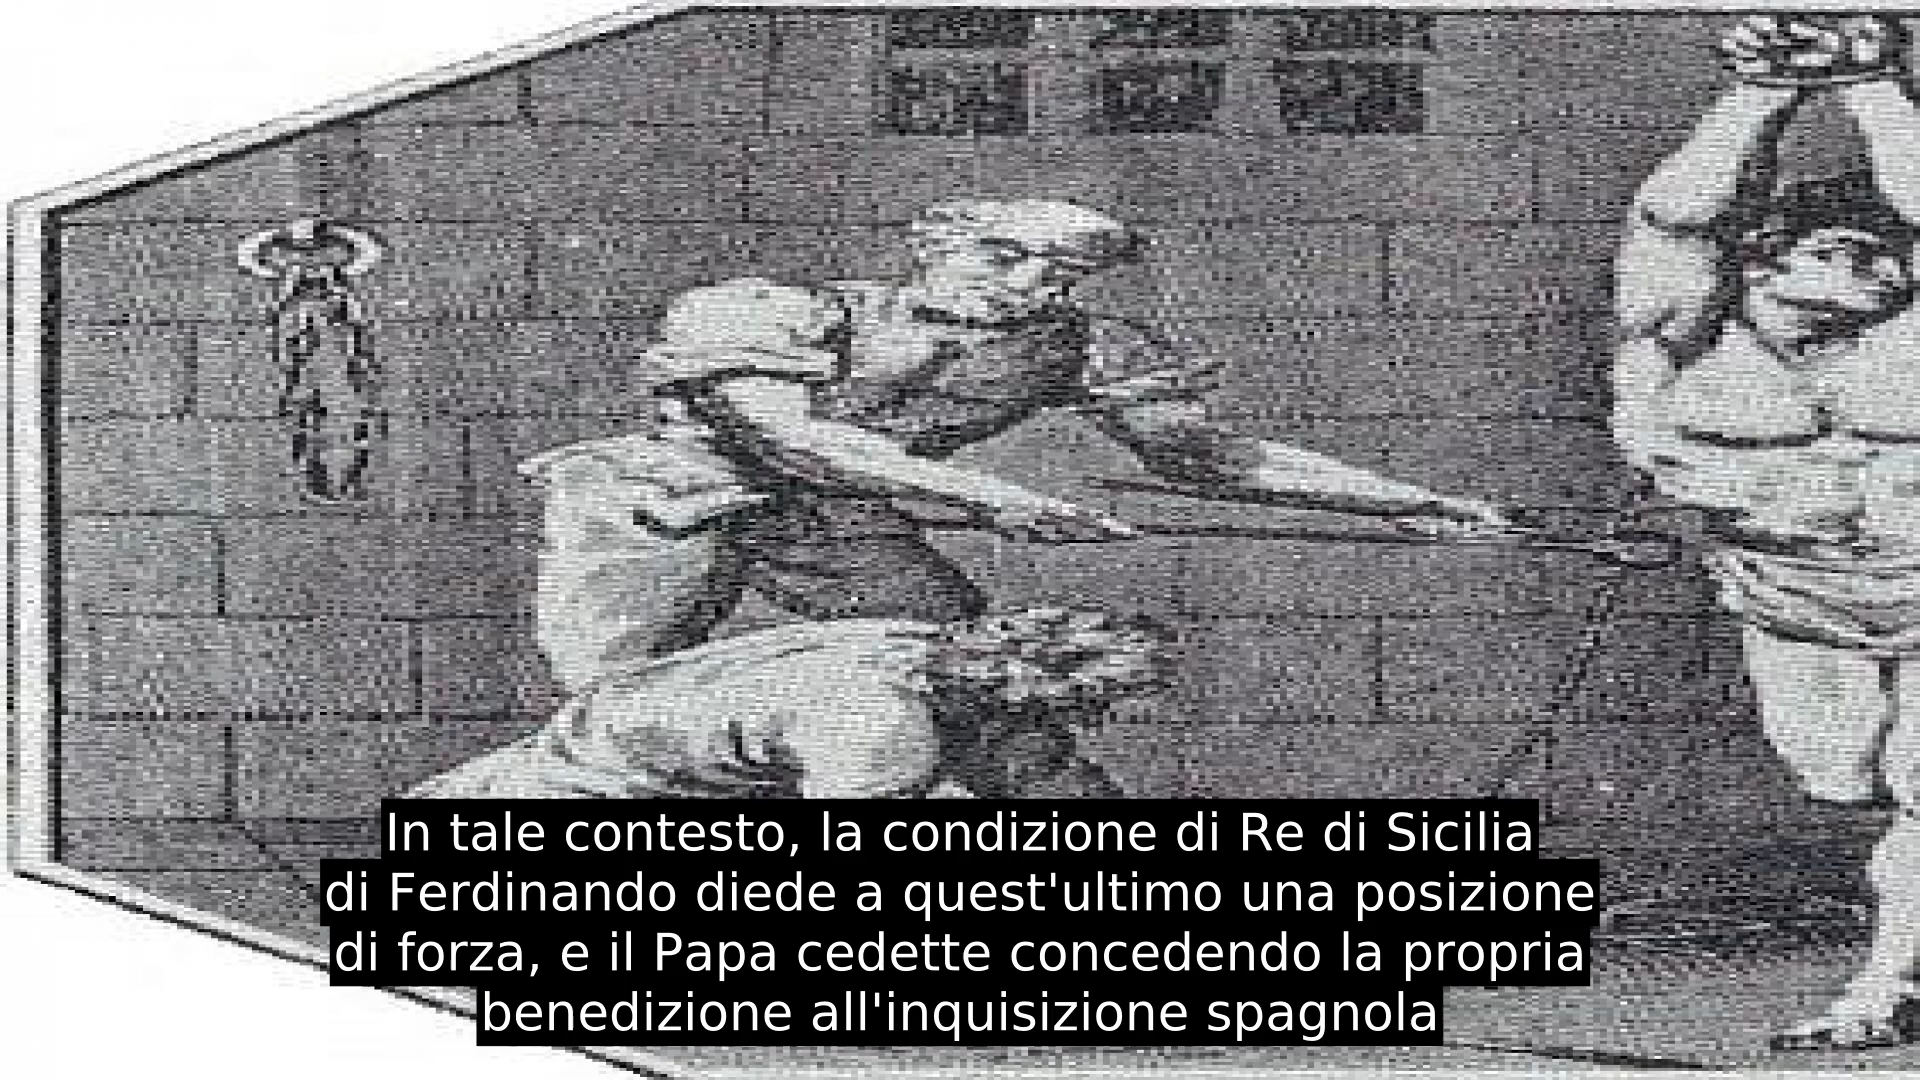 In tale contesto, la condizione di Re di Sicilia
di Ferdinando diede a quest'ultimo una posizione
di forza, e il Papa cedette concedendo la propria
benedizione all'inquisizione spagnola